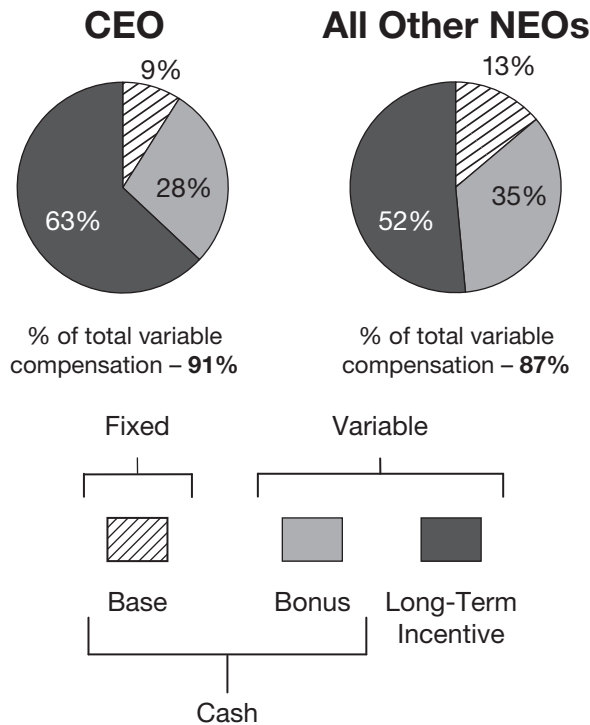 CEO
All Other NEOs
9%
28%
63%
13%
35%
52%
% of total variable
compensation – 91%
% of total variable
compensation – 87%
Fixed
Variable
Base
Bonus
Long-Term
Incentive
Cash